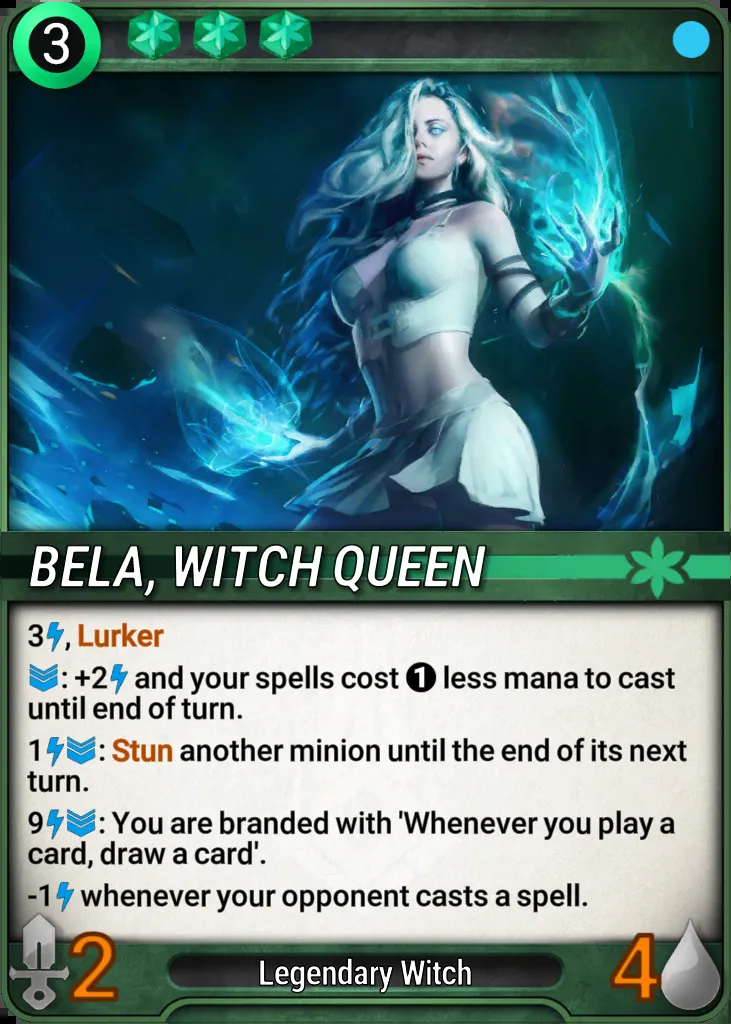 3
BELA, WITCH QUEEN
3, Lurker
: +2 and your spells cost 1 less mana to cast
until end of turn.
1: Stun another minion until the end of its next
turn.
9: You are branded with 'Whenever you play a
card, draw a card'.
-1 whenever your opponent casts a spell.
2
Legendary Witch
4